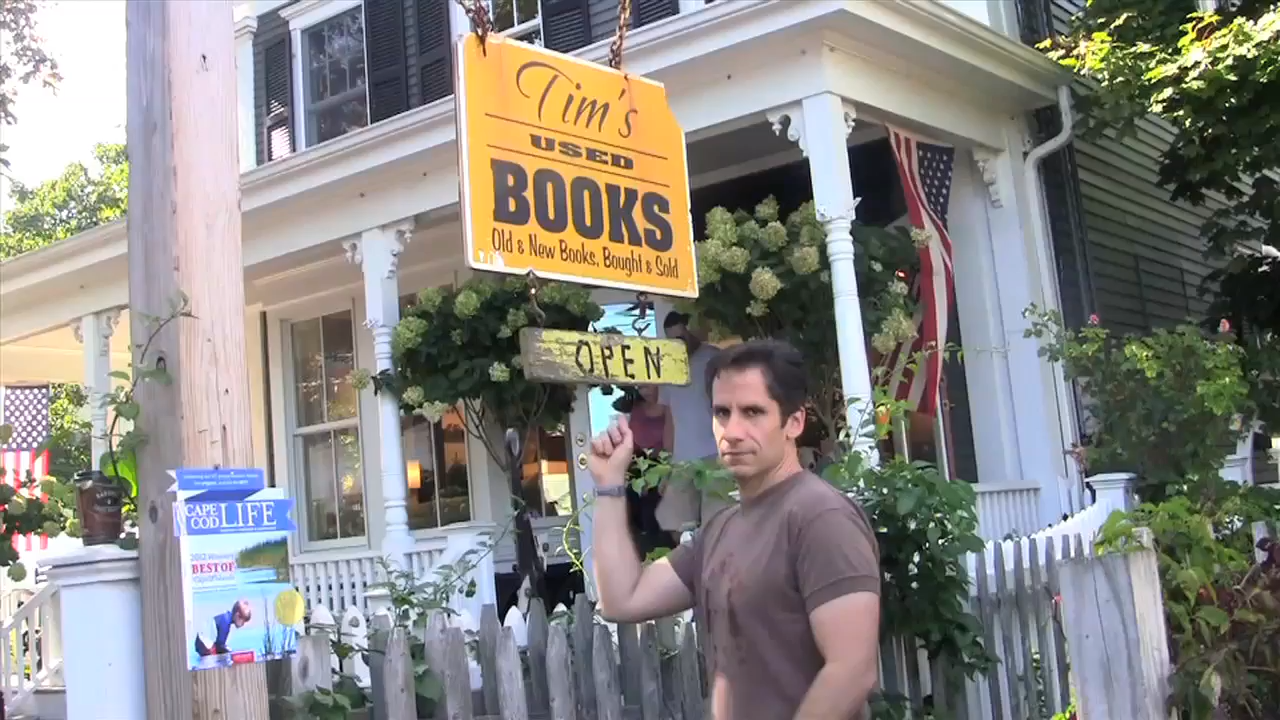 Tim's
USED
BOOKS
Old & New Books. Bought & Sold
OPEN
CAPE
COD LIFE
BEST OF